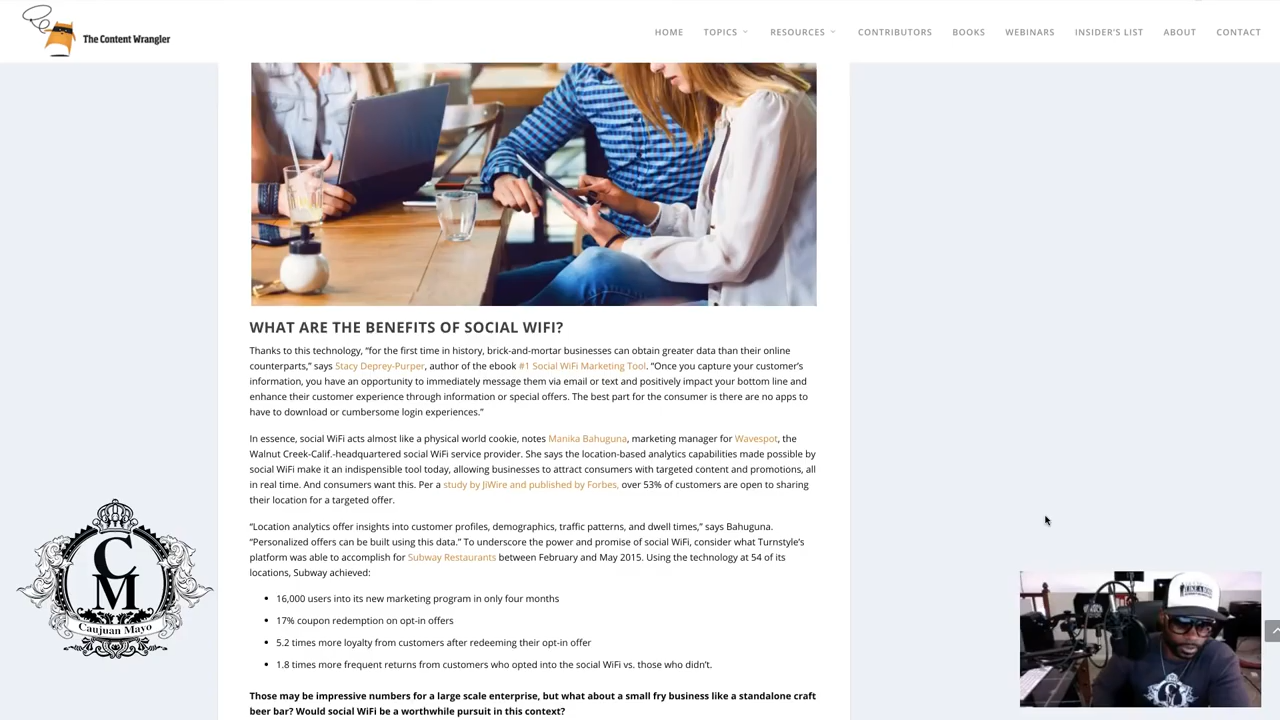 The Content Wrangler
HOME TOPICS RESOURCES CONTRIBUTORS BOOKS WEBINARS INSIDER'S LIST ABOUT CONTACT
WHAT ARE THE BENEFITS OF SOCIAL WIFI?
Thanks to this technology, “for the first time in history, brick-and-mortar businesses can obtain greater data than their online
counterparts,” says Stacy Deprey-Purper, author of the ebook #1 Social WiFi Marketing Tool. “Once you capture your customer’s
information, you have an opportunity to immediately message them via email or text and positively impact your bottom line and
enhance their customer experience through information or special offers. The best part for the consumer is there are no apps to
have to download or cumbersome login experiences.”
In essence, social WiFi acts almost like a physical world cookie, notes Manika Bahuguna, marketing manager for Wavespot, the
Walnut Creek-Calif.-headquartered social WiFi service provider. She says the location-based analytics capabilities made possible by
social WiFi make it an indispensible tool today, allowing businesses to attract consumers with targeted content and promotions, all
in real time. And consumers want this. Per a study by JiWire and published by Forbes, over 53% of customers are open to sharing
their location for a targeted offer.
“Location analytics offer insights into customer profiles, demographics, traffic patterns, and dwell times,” says Bahuguna.
“Personalized offers can be built using this data.” To underscore the power and promise of social WiFi, consider what Turnstyle’s
platform was able to accomplish for Subway Restaurants between February and May 2015. Using the technology at 54 of its
locations, Subway achieved:
16,000 users into its new marketing program in only four months
17% coupon redemption on opt-in offers
5.2 times more loyalty from customers after redeeming their opt-in offer
1.8 times more frequent returns from customers who opted into the social WiFi vs. those who didn’t.
Those may be impressive numbers for a large scale enterprise, but what about a small fry business like a standalone craft
beer bar? Would social WiFi be a worthwhile pursuit in this context?
C
M
Caujuan Mayo